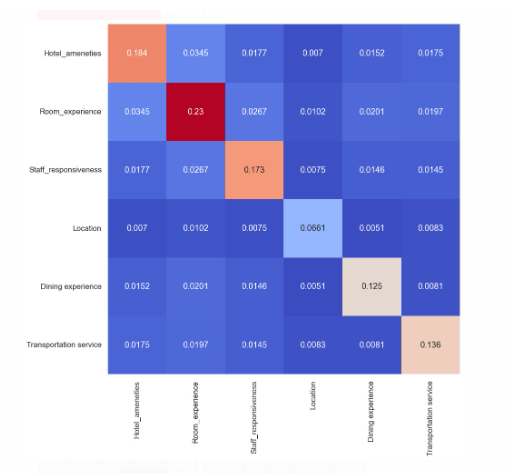 Hotel_ameneties 0.184 0.0345 0.0177 0.007 0.0152 0.0175
Room_experience 0.0345 0.23 0.0267 0.0102 0.0201 0.0197
Staff_responsiveness 0.0177 0.0267 0.173 0.0075 0.0146 0.0145
Location 0.007 0.0102 0.0075 0.0661 0.0051 0.0083
Dining experience 0.0152 0.0201 0.0146 0.0051 0.125 0.0081
Transportation service 0.0175 0.0197 0.0145 0.0083 0.0081 0.136
Hotel_ameneties
Room_experience
Staff_responsiveness
Location
Dining experience
Transportation service